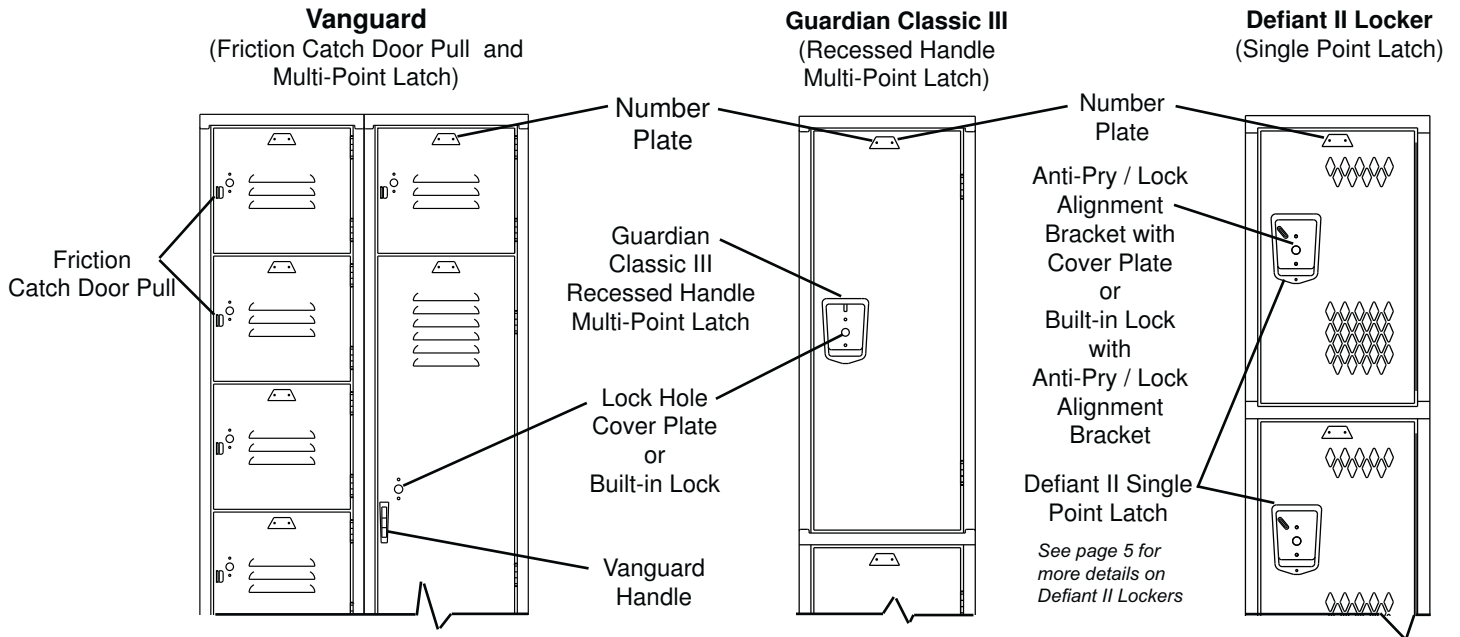 Vanguard
(Friction Catch Door Pull and
Multi-Point Latch)
Guardian Classic III
(Recessed Handle
Multi-Point Latch)
Defiant II Locker
(Single Point Latch)
Number
Plate
Number
Plate
Friction
Catch Door Pull
Guardian
Classic III
Recessed Handle
Multi-Point Latch
Anti-Pry / Lock
Alignment
Bracket with
Cover Plate
or
Built-in Lock
with
Anti-Pry / Lock
Alignment
Bracket
Lock Hole
Cover Plate
or
Built-in Lock
Defiant II Single
Point Latch
See page 5 for
more details on
Defiant II Lockers
Vanguard
Handle